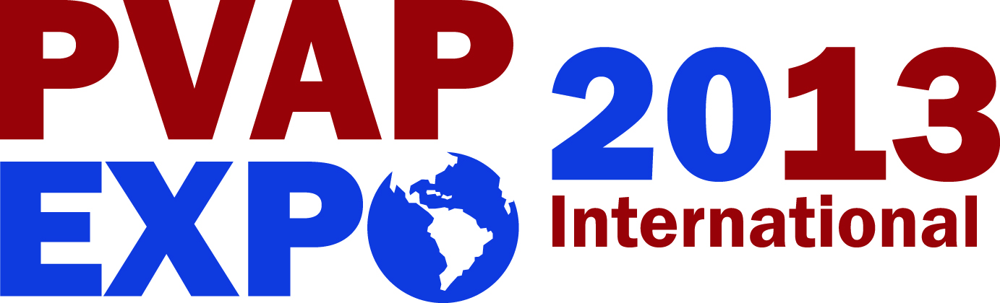 PVAP
EXPO
2013
International